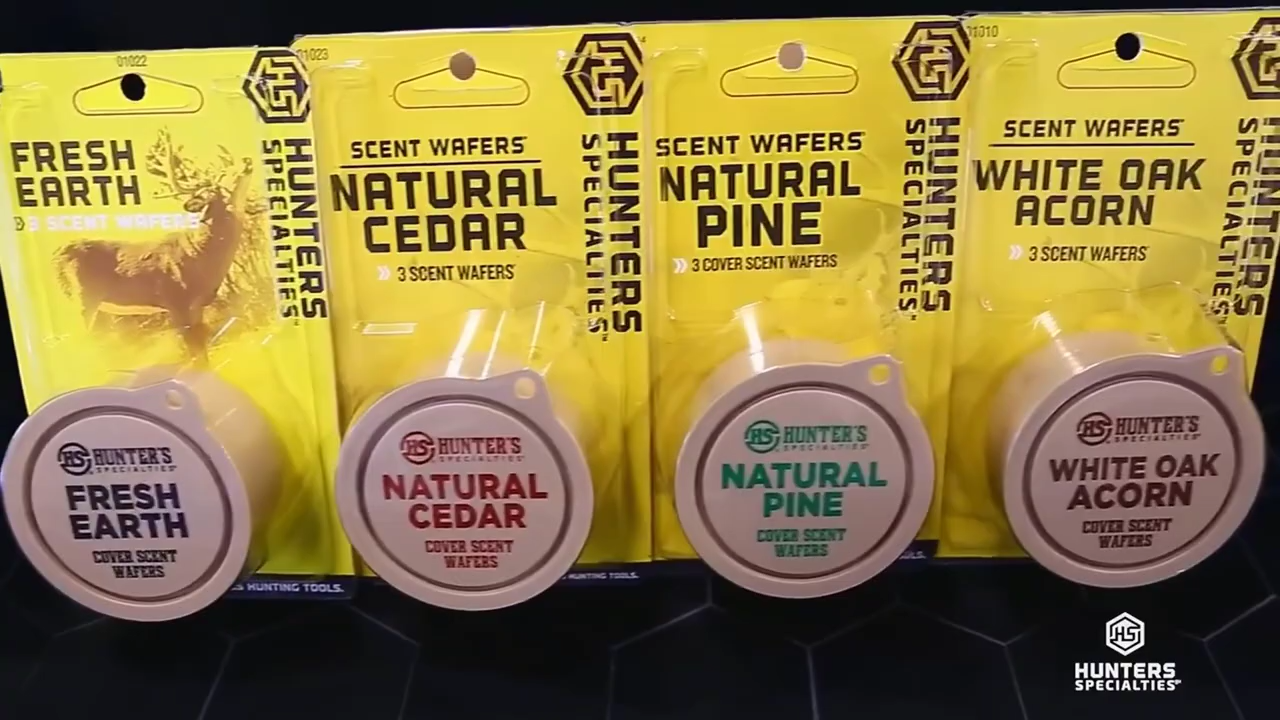 01022
FRESH
EARTH
3 SCENT WAFERS
HUNTERS
SPECIALTIES
HS HUNTER'S
SPECIALTIES
FRESH
EARTH
COVER SCENT
WAFERS
HUNTING TOOLS.
01023
SCENT WAFERS
NATURAL
CEDAR
» 3 SCENT WAFERS
HUNTERS
SPECIALTIES™
HS HUNTER'S
SPECIALTIES
NATURAL
CEDAR
COVER SCENT
WAFERS
HUNTING TOOLS.
SCENT WAFERS
NATURAL
PINE
» 3 COVER SCENT WAFERS
HUNTERS
SPECIALTIES
HS HUNTER'S
SPECIALTIES
NATURAL
PINE
COVER SCENT
WAFERS
01010
SCENT WAFERS
WHITE OAK
ACORN
» 3 SCENT WAFERS
HUNTERS
SPECIALTIES
HS HUNTER'S
SPECIALTIES
WHITE OAK
ACORN
COVER SCENT
WAFERS
HS
HUNTERS
SPECIALTIES